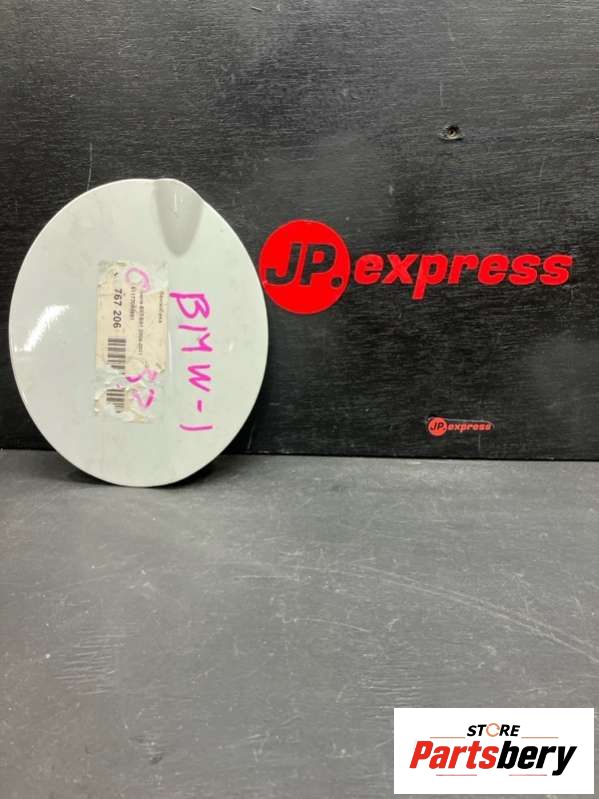 JP.express
BMW-1
767 206
JP.express
STORE
Partsbery